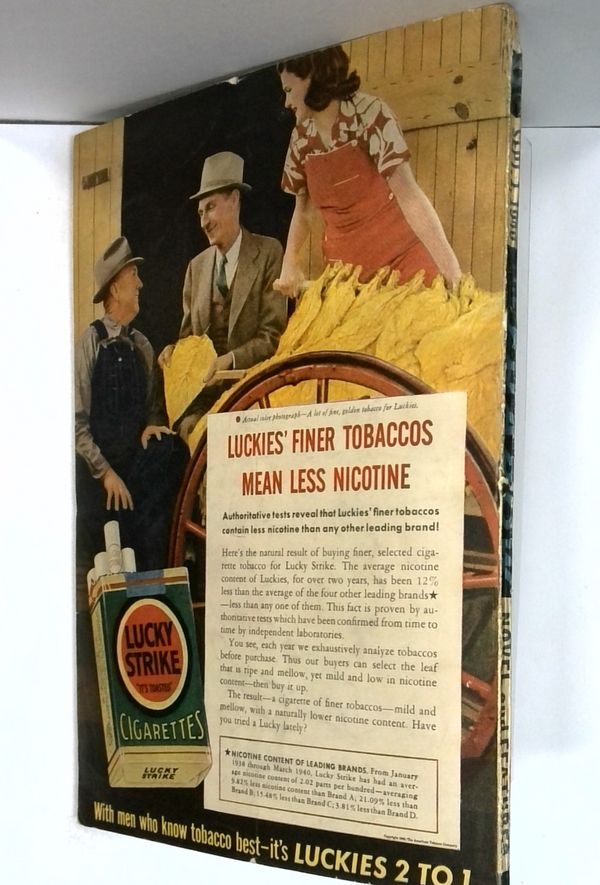 ● Actual color photograph—A lot of fine, golden tobacco for Luckies.
LUCKIES' FINER TOBACCOS
MEAN LESS NICOTINE
Authoritative tests reveal that Luckies' finer tobaccos
contain less nicotine than any other leading brand!
Here's the natural result of buying finer, selected ciga-
rette tobacco for Lucky Strike. The average nicotine
content of Luckies, for over two years, has been 12%
less than the average of the four other leading brands★
—less than any one of them. This fact is proven by au-
thoritative tests which have been confirmed from time to
time by independent laboratories.
You see, each year we exhaustively analyze tobaccos
before purchase. Thus our buyers can select the leaf
that is ripe and mellow, yet mild and low in nicotine
content—then buy it up.
The result—a cigarette of finer tobaccos—mild and
mellow, with a naturally lower nicotine content. Have
you tried a Lucky lately?
★NICOTINE CONTENT OF LEADING BRANDS. From January
1938 through March 1940, Lucky Strike has had an aver-
age nicotine content of 2.02 parts per hundred—averaging
9.82% less nicotine content than Brand A; 21.09% less than
Brand B; 15.48% less than Brand C; 3.81% less than Brand D.
Copyright 1940, The American Tobacco Company
LUCKY
STRIKE
"IT'S TOASTED"
CIGARETTES
LUCKY
STRIKE
With men who know tobacco best—it's LUCKIES 2 TO 1